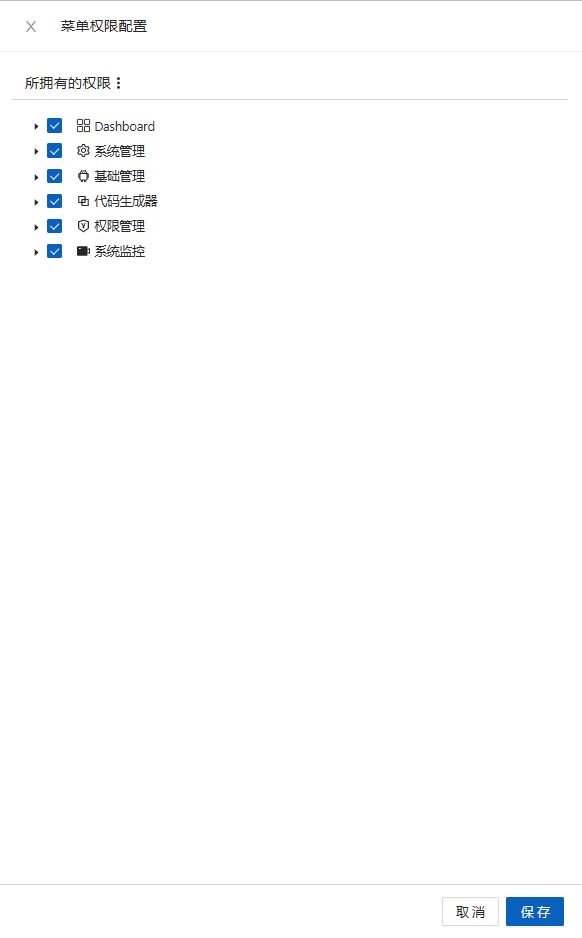 菜单权限配置
所拥有的权限
Dashboard
系统管理
基础管理
代码生成器
权限管理
系统监控
取消 保存